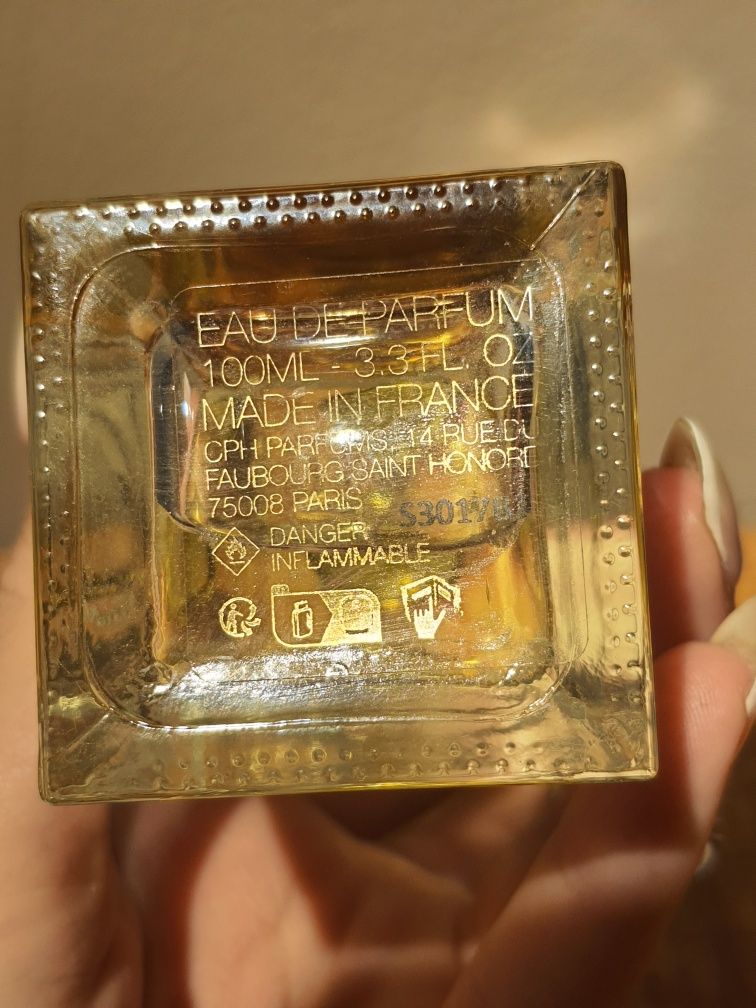 EAU DE PARFUM
100ML - 3.3 FL. OZ
MADE IN FRANCE
CPH PARFUMS, 14 RUE DU
FAUBOURG SAINT HONORE
75008 PARIS
DANGER
INFLAMMABLE